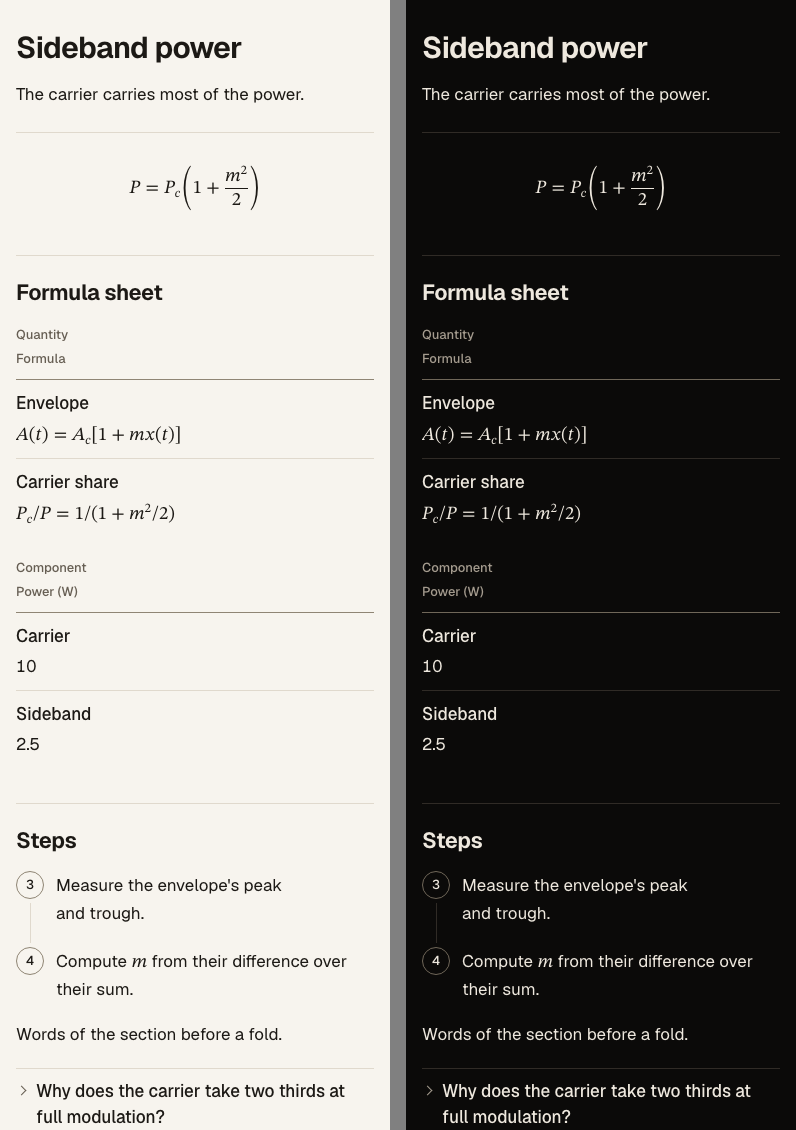 Sideband power
The carrier carries most of the power.
P = P_c(1 + m²/2)
Formula sheet
Quantity
Formula
Envelope
A(t) = A_c[1 + mx(t)]
Carrier share
P_c/P = 1/(1 + m²/2)
Component
Power (W)
Carrier
10
Sideband
2.5
Steps
3 Measure the envelope's peak
and trough.
4 Compute m from their difference over
their sum.
Words of the section before a fold.
Why does the carrier take two thirds at
full modulation?
Sideband power
The carrier carries most of the power.
P = P_c(1 + m²/2)
Formula sheet
Quantity
Formula
Envelope
A(t) = A_c[1 + mx(t)]
Carrier share
P_c/P = 1/(1 + m²/2)
Component
Power (W)
Carrier
10
Sideband
2.5
Steps
3 Measure the envelope's peak
and trough.
4 Compute m from their difference over
their sum.
Words of the section before a fold.
Why does the carrier take two thirds at
full modulation?